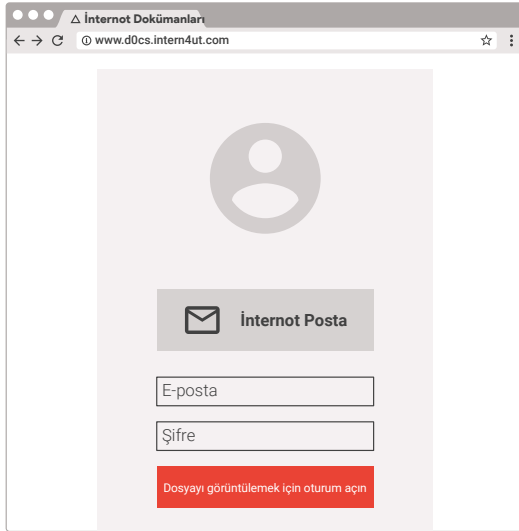 İnternot Dokümanları
www.d0cs.intern4ut.com
İnternot Posta
E-posta
Şifre
Dosyayı görüntülemek için oturum açın